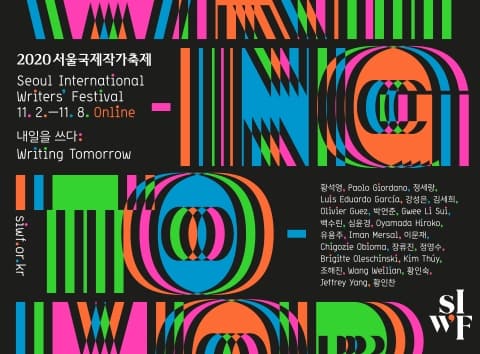 2020 서울국제작가축제
Seoul International
Writers' Festival
11. 2.—11. 8. Online
내일을 쓰다:
Writing Tomorrow
siwf.or.kr
황석영, Paolo Giordano, 정세랑,
Luis Eduardo García, 강성은, 김세희,
Olivier Guez, 박연준, Gwee Li Sui,
백수린, 심윤경, Oyamada Hiroko,
유용주, Iman Mersal, 이문재,
Chigozie Obioma, 장류진, 정영수,
Brigitte Oleschinski, Kim Thúy,
조해진, Wang Weilian, 황인숙,
Jeffrey Yang, 황인찬
SI
W'F